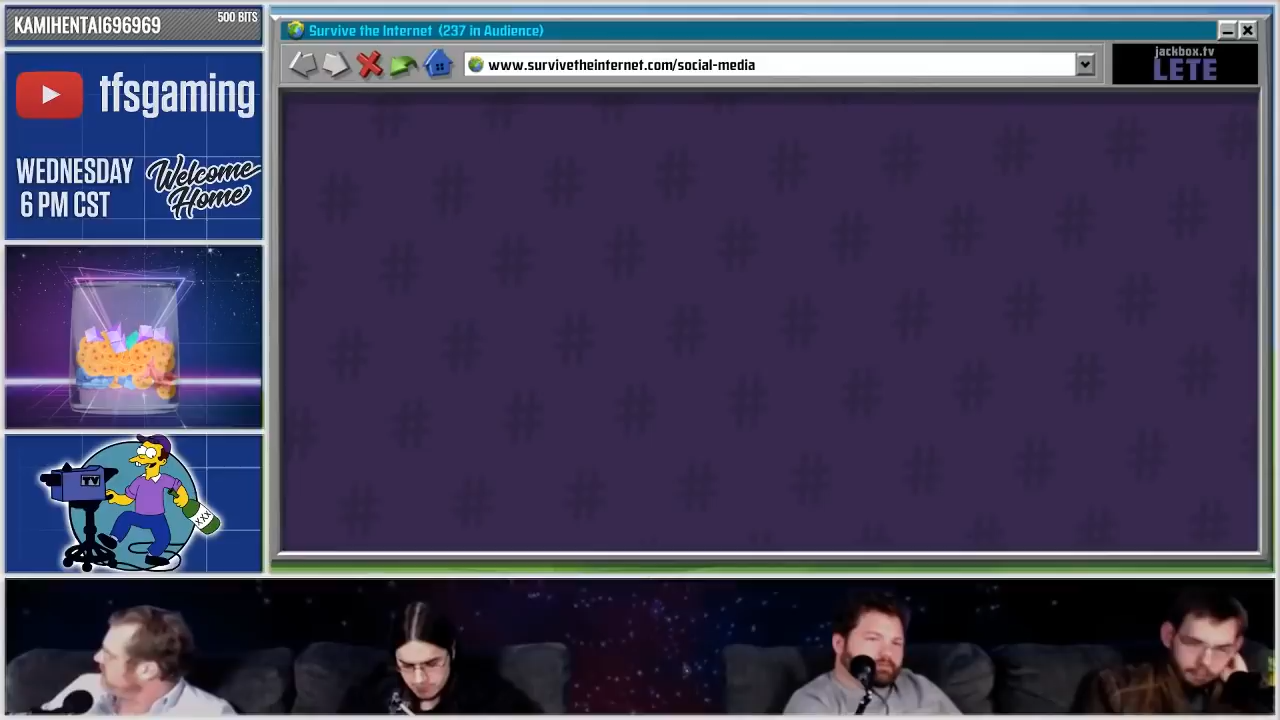 KAMIHENTAI696969
500 BITS
tfsgaming
WEDNESDAY
6 PM CST
Welcome
Home
TV
XXX
Survive the Internet (237 in Audience)
www.survivetheinternet.com/social-media
jackbox.tv
LETE